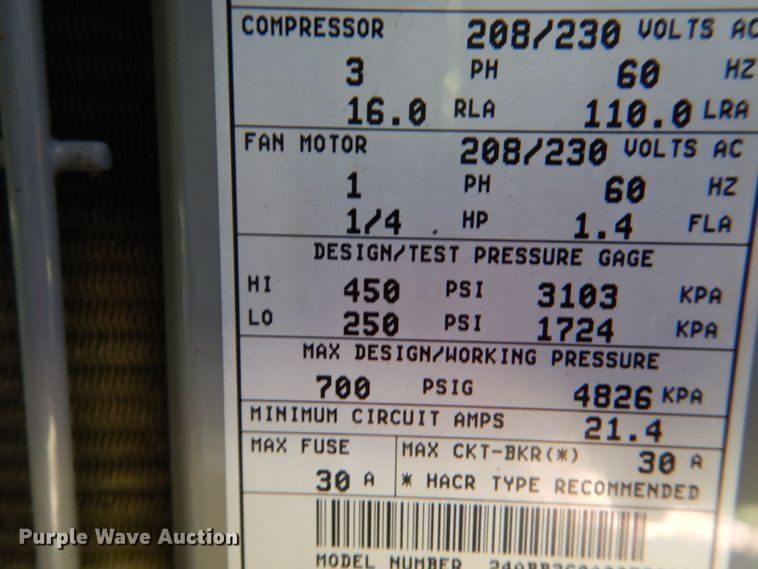 COMPRESSOR 208/230 VOLTS AC
3 PH 60 HZ
16.0 RLA 110.0 LRA
FAN MOTOR 208/230 VOLTS AC
1 PH 60 HZ
1/4 HP 1.4 FLA
DESIGN/TEST PRESSURE GAGE
HI 450 PSI 3103 KPA
LO 250 PSI 1724 KPA
MAX DESIGN/WORKING PRESSURE
700 PSIG 4826 KPA
MINIMUM CIRCUIT AMPS 21.4
MAX FUSE MAX CKT-BKR(*) 30 A
30 A * HACR TYPE RECOMMENDED
MODEL NUMBER
Purple Wave Auction